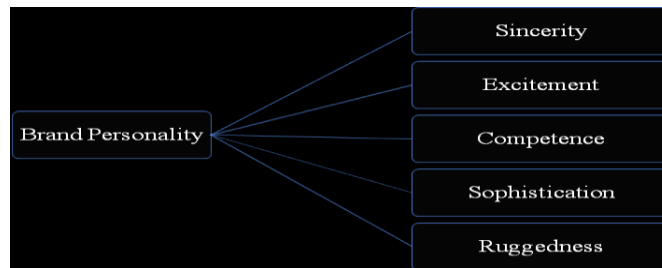 Brand Personality
Sincerity
Excitement
Competence
Sophistication
Ruggedness